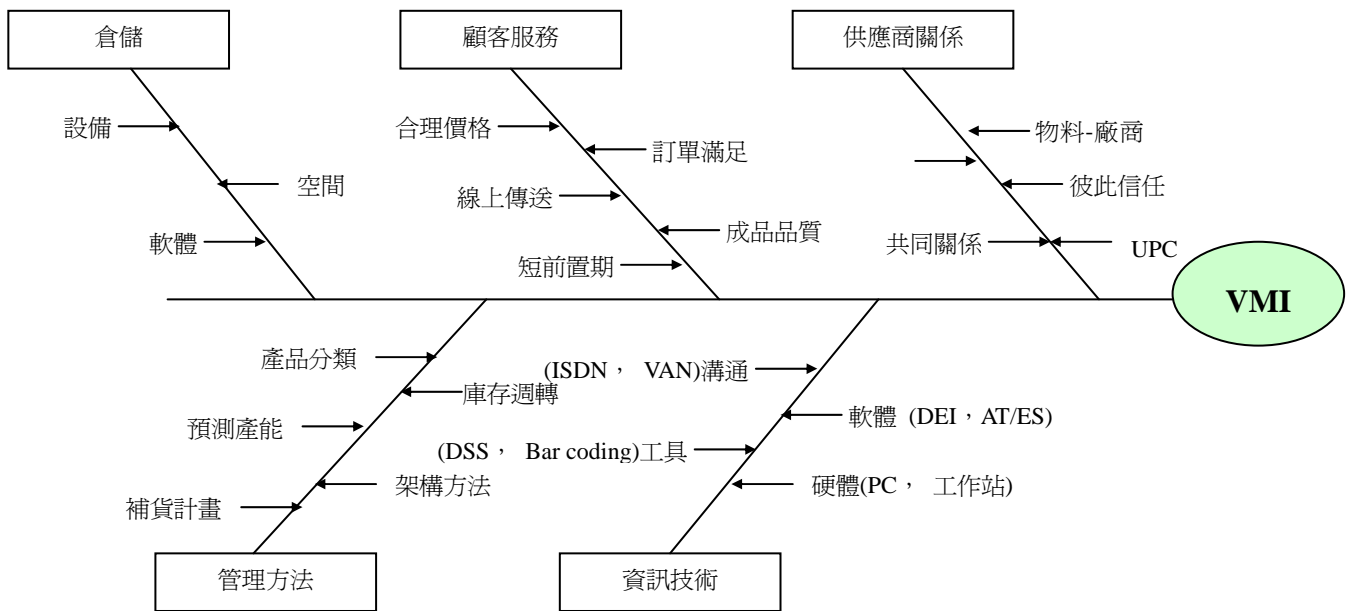 倉儲
顧客服務
供應商關係
設備
合理價格
物料-廠商
訂單滿足
空間
線上傳送
彼此信任
軟體
成品品質
共同關係
UPC
短前置期
VMI
產品分類
(ISDN， VAN)溝通
庫存週轉
軟體 (DEI，AT/ES)
預測產能
(DSS， Bar coding)工具
架構方法
硬體(PC， 工作站)
補貨計畫
管理方法
資訊技術